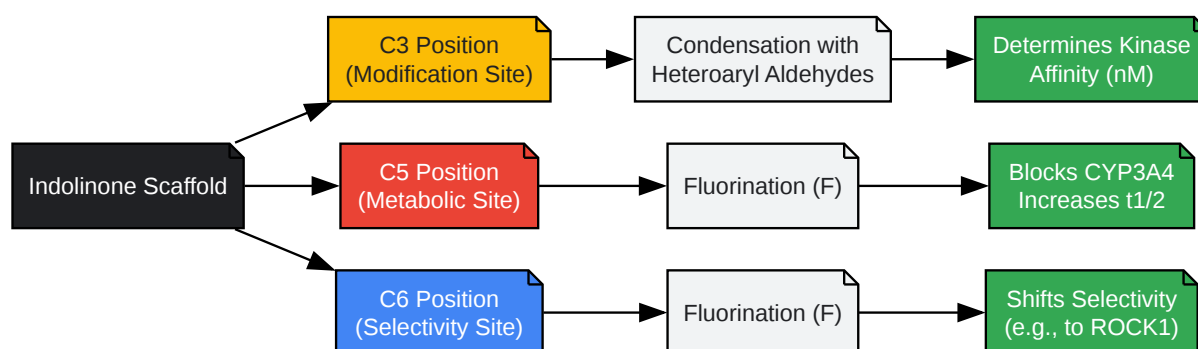 C3 Position
(Modification Site)
Condensation with
Heteroaryl Aldehydes
Determines Kinase
Affinity (nM)
Indolinone Scaffold
C5 Position
(Metabolic Site)
Fluorination (F)
Blocks CYP3A4
Increases t1/2
C6 Position
(Selectivity Site)
Fluorination (F)
Shifts Selectivity
(e.g., to ROCK1)